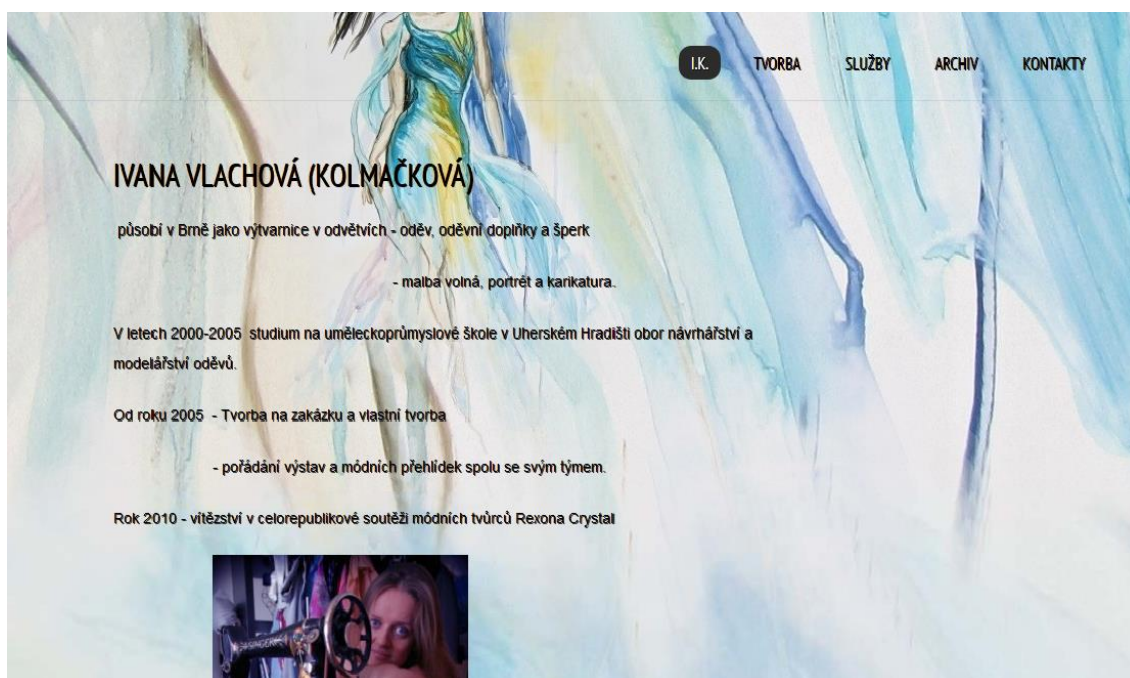 I.K. TVORBA SLUŽBY ARCHIV KONTAKTY
IVANA VLACHOVÁ (KOLMAČKOVÁ)
působí v Brně jako výtvarnice v odvětvích - oděv, oděvní doplňky a šperk
- malba volná, portrét a karikatura.
V letech 2000-2005 studium na uměleckoprůmyslové škole v Uherském Hradišti obor návrhářství a
modelářství oděvů.
Od roku 2005 - Tvorba na zakázku a vlastní tvorba
- pořádání výstav a módních přehlídek spolu se svým týmem.
Rok 2010 - vítězství v celorepublikové soutěži módních tvůrců Rexona Crystal
SINGER